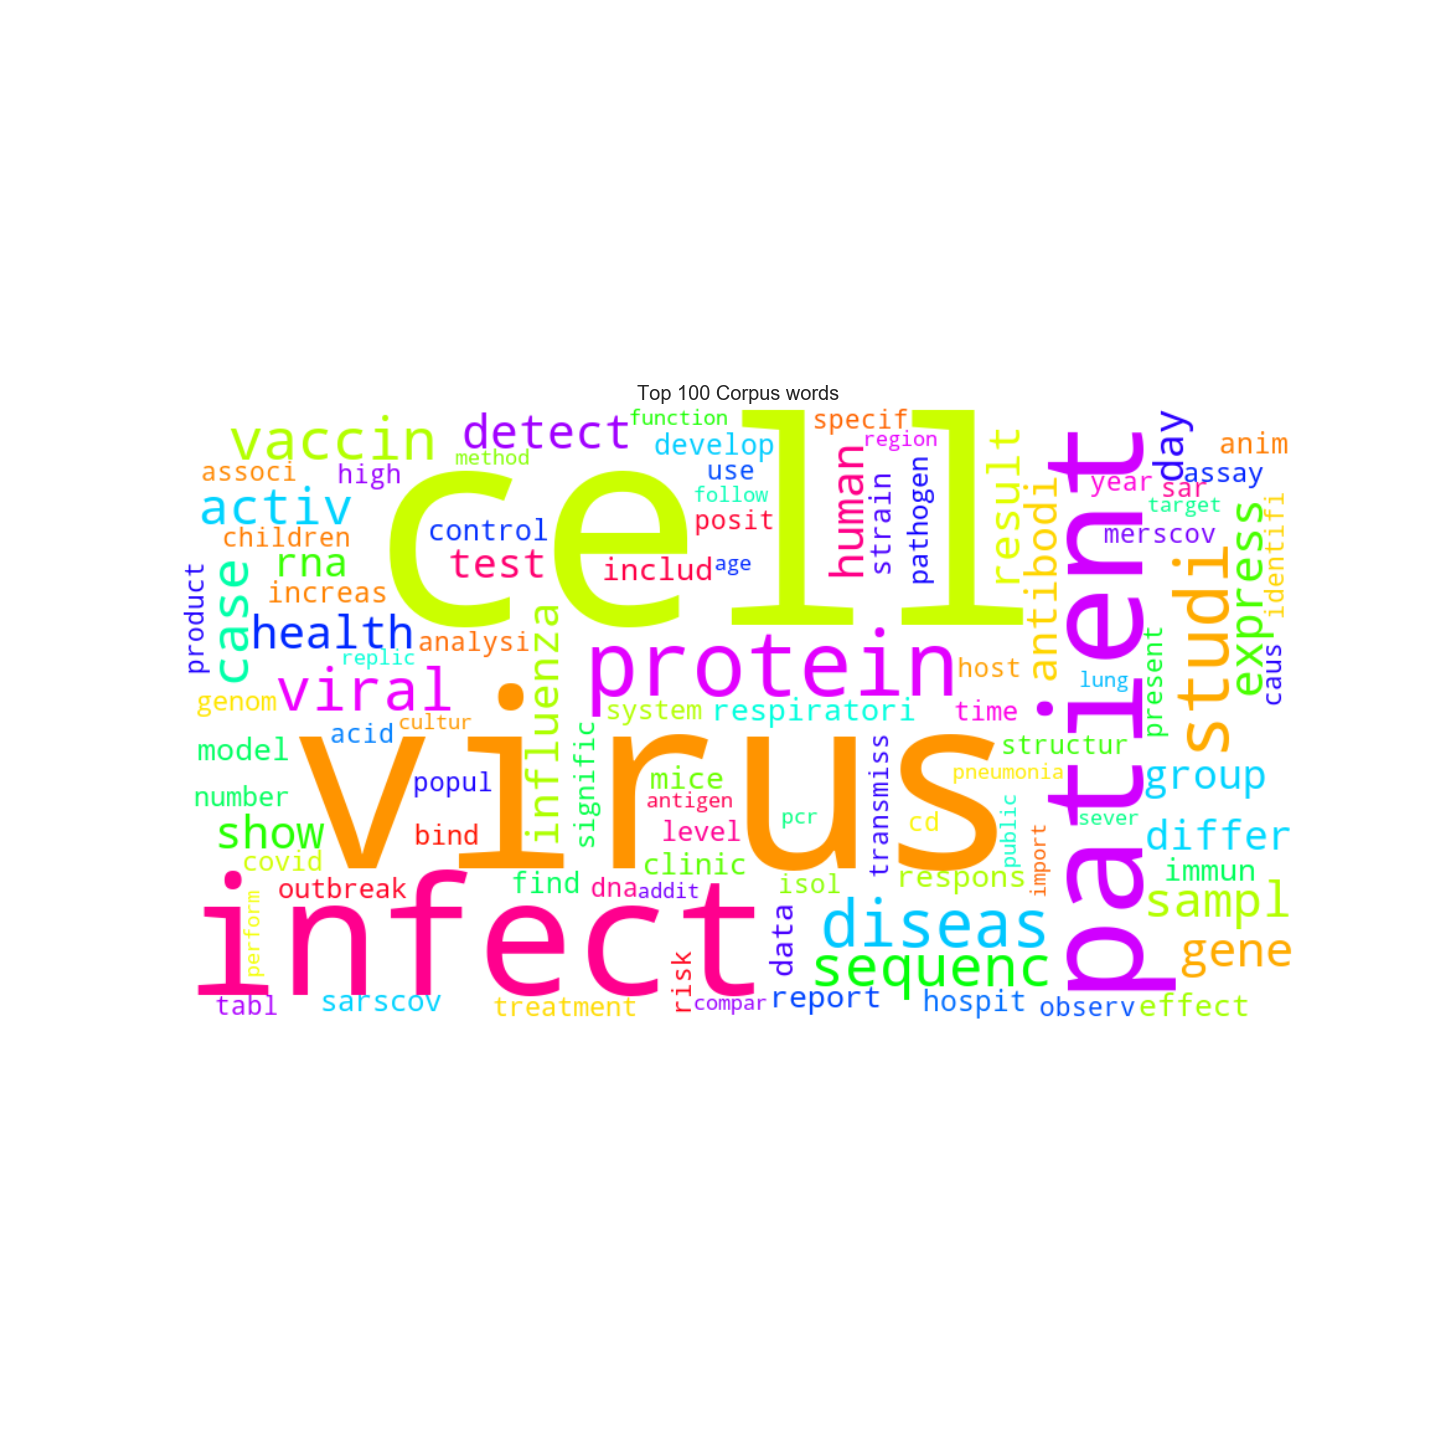 Top 100 Corpus words
cell
function
specif
vaccin
detect
develop
region
day
anim
method
associ
high
use
human
result
patient
year
sar
assay
follow
strain
pathogen
target
activ
control
posit
antibodi
express
identifi
merscov
children
test
includ
age
rna
case
product
increas
studi
health
influenza
analysi
protein
host
replic
viral
lung
present
caus
genom
system
respiratori
time
acid
cultur
virus
model
signific
structur
popul
mice
transmiss
pneumonia
group
number
antigen
pcr
public
sever
show
bind
level
cd
differ
covid
clinic
import
immun
outbreak
find
dna
addit
isol
respons
sampl
infect
perform
data
diseas
gene
risk
sequenc
tabl
sarscov
treatment
compar
report
hospit
observ
effect